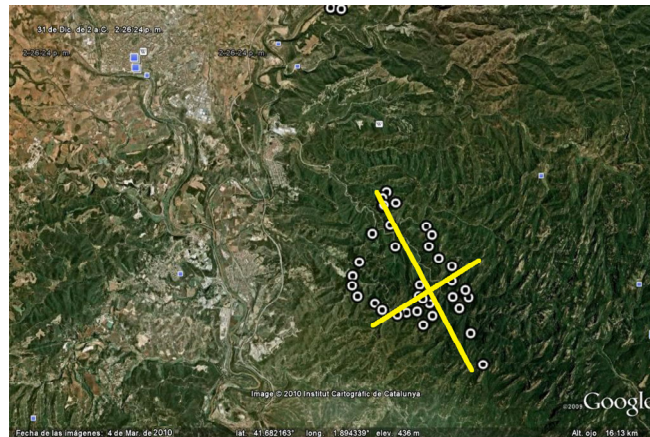 31 de Dic. de 2 a.C. 2:26:24 p. m.
2:26:24 p. m. 2:26:24 p. m.
Image © 2010 Institut Cartogràfic de Catalunya
©2009 Google
Fecha de las imágenes: 4 de Mar. de 2010 lat. 41.682163° long. 1.894339° elev. 436 m Alt. ojo 16.13 km